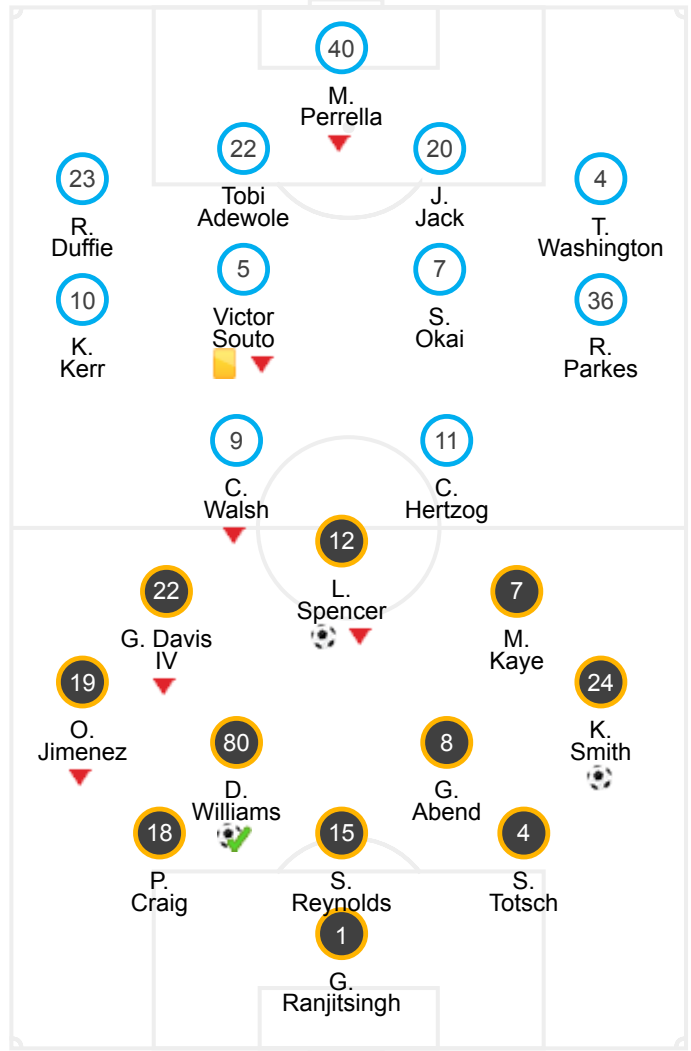 40
M.
Perrella
22
Tobi
Adewole
20
J.
Jack
23
R.
Duffie
4
T.
Washington
5
Victor
Souto
7
S.
Okai
10
K.
Kerr
36
R.
Parkes
9
C.
Walsh
11
C.
Hertzog
12
L.
Spencer
22
G. Davis
IV
7
M.
Kaye
19
O.
Jimenez
24
K.
Smith
80
D.
Williams
8
G.
Abend
18
P.
Craig
15
S.
Reynolds
4
S.
Totsch
1
G.
Ranjitsingh